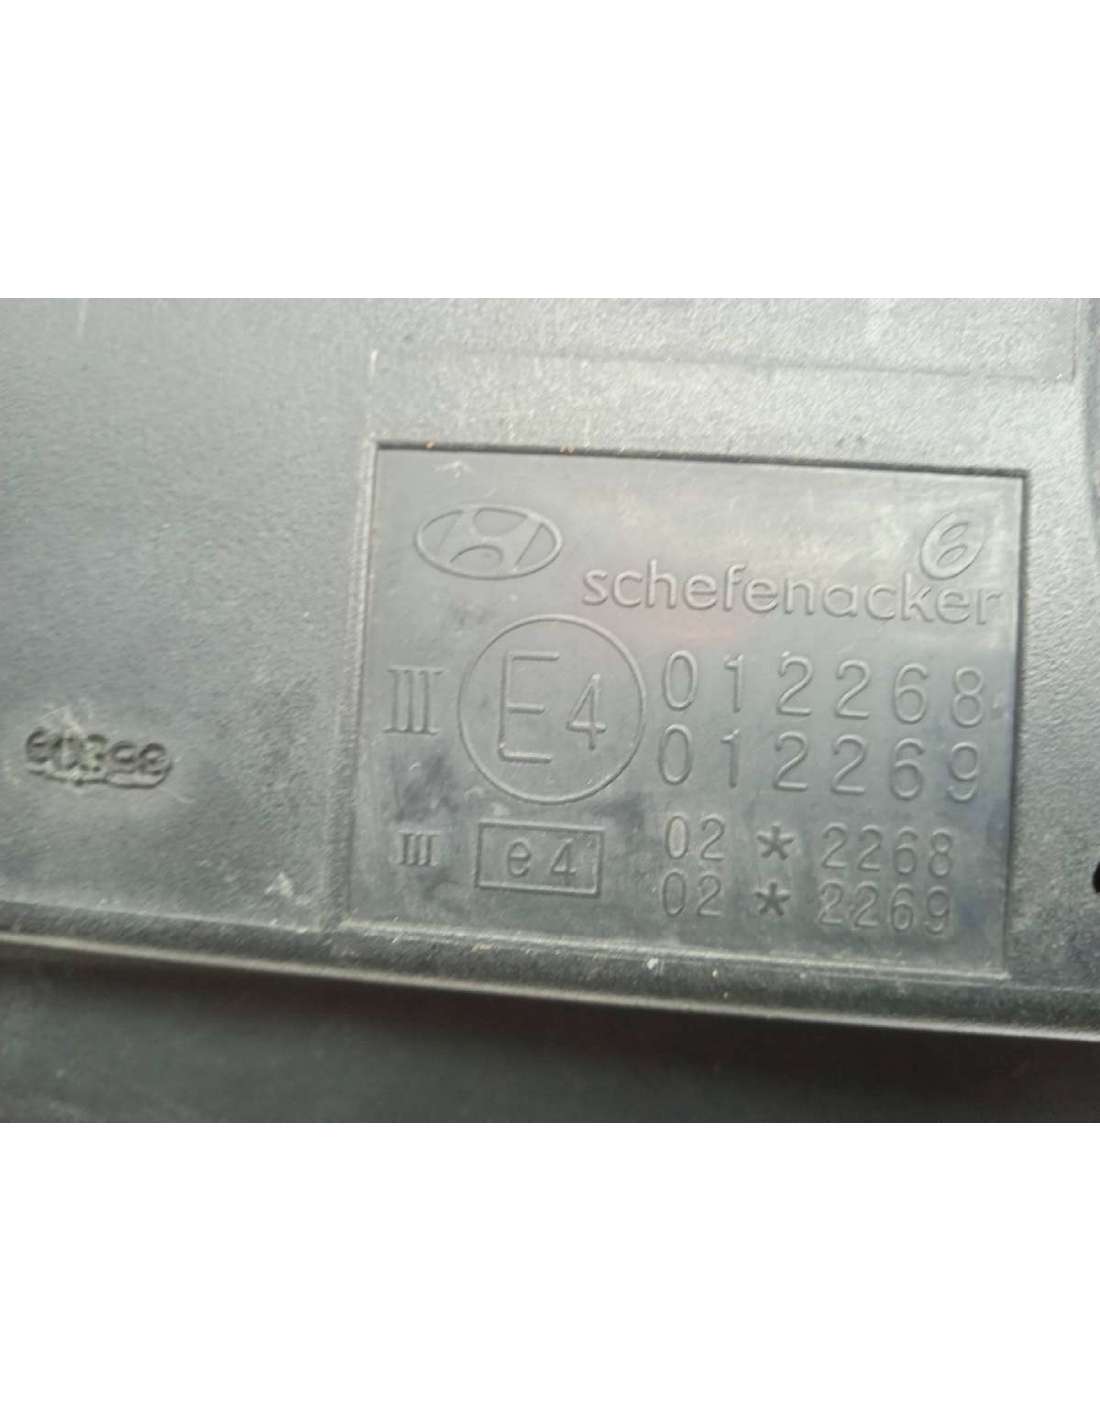 schefenacker
III E4 012268
012269
III e4 02 * 2268
02 * 2269